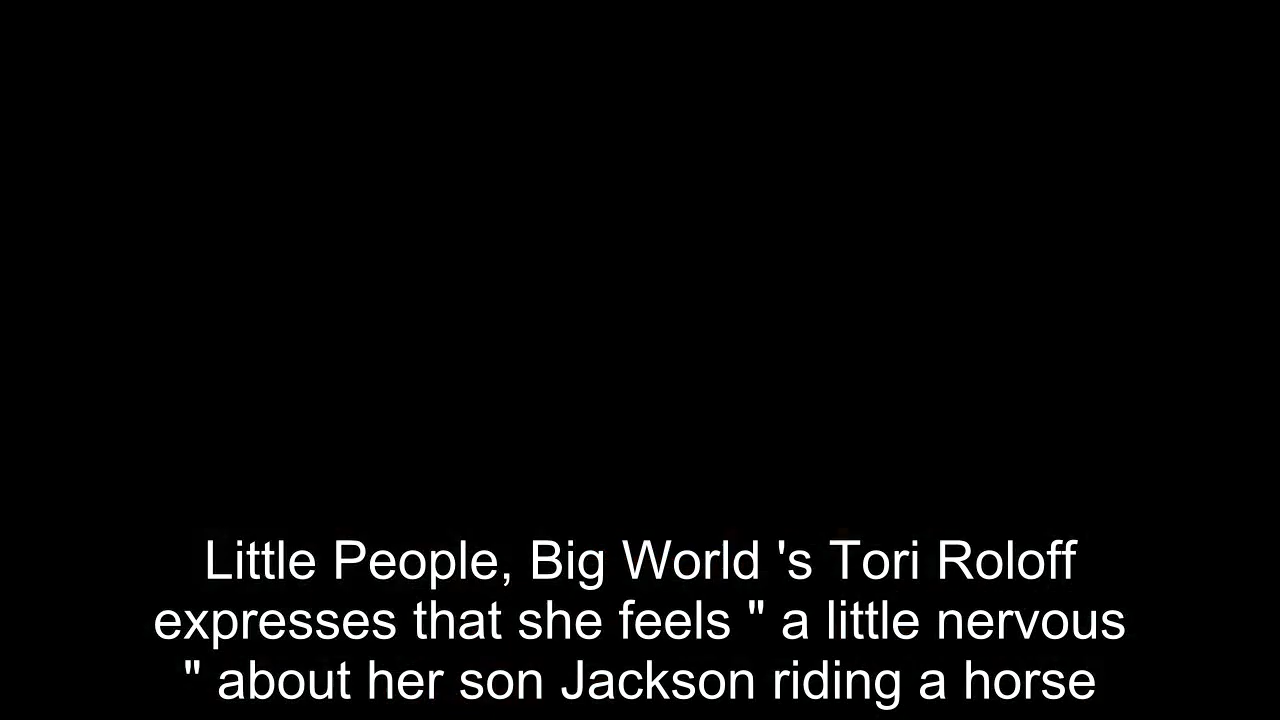 Little People, Big World 's Tori Roloff
expresses that she feels " a little nervous
" about her son Jackson riding a horse